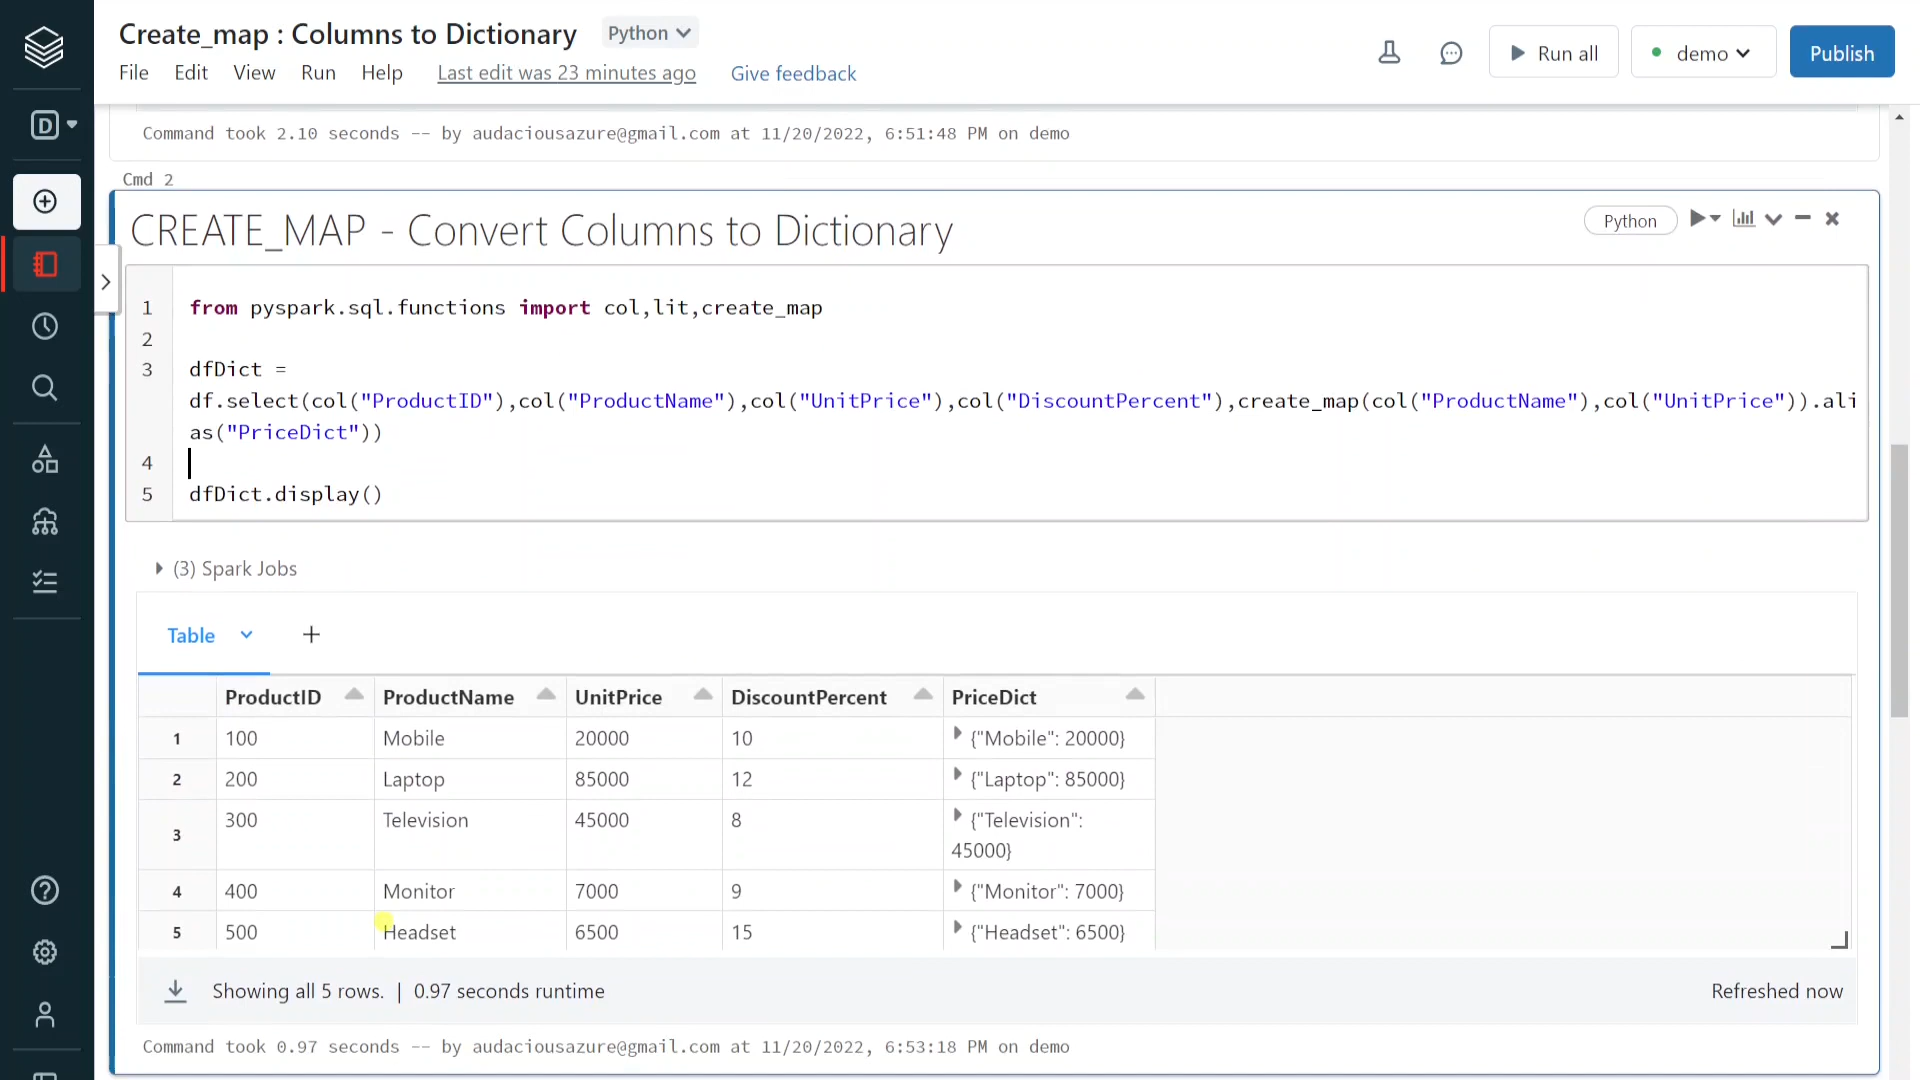 Create_map : Columns to Dictionary Python
File Edit View Run Help Last edit was 23 minutes ago Give feedback
Run all demo Publish
D
Command took 2.10 seconds -- by audaciousazure@gmail.com at 11/20/2022, 6:51:48 PM on demo
Cmd 2
CREATE_MAP - Convert Columns to Dictionary
Python
1 from pyspark.sql.functions import col,lit,create_map
2
3 dfDict =
df.select(col("ProductID"),col("ProductName"),col("UnitPrice"),col("DiscountPercent"),create_map(col("ProductName"),col("UnitPrice")).ali
as("PriceDict"))
4
5 dfDict.display()
(3) Spark Jobs
Table +
ProductID ProductName UnitPrice DiscountPercent PriceDict
1 100 Mobile 20000 10 {"Mobile": 20000}
2 200 Laptop 85000 12 {"Laptop": 85000}
3 300 Television 45000 8 {"Television":
45000}
4 400 Monitor 7000 9 {"Monitor": 7000}
5 500 Headset 6500 15 {"Headset": 6500}
Showing all 5 rows. | 0.97 seconds runtime
Refreshed now
Command took 0.97 seconds -- by audaciousazure@gmail.com at 11/20/2022, 6:53:18 PM on demo